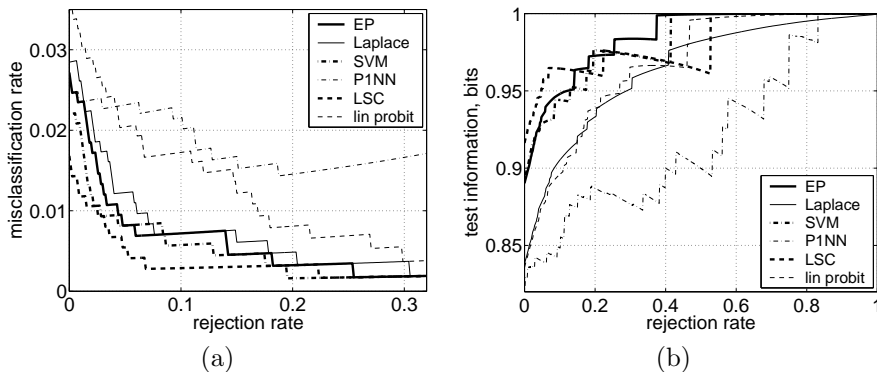 misclassification rate
0.03
0.02
0.01
0
0
0.1
0.2
0.3
rejection rate
EP
Laplace
SVM
P1NN
LSC
lin probit
(a)
test information, bits
1
0.95
0.9
0.85
0
0.2
0.4
0.6
0.8
1
rejection rate
EP
Laplace
SVM
P1NN
LSC
lin probit
(b)